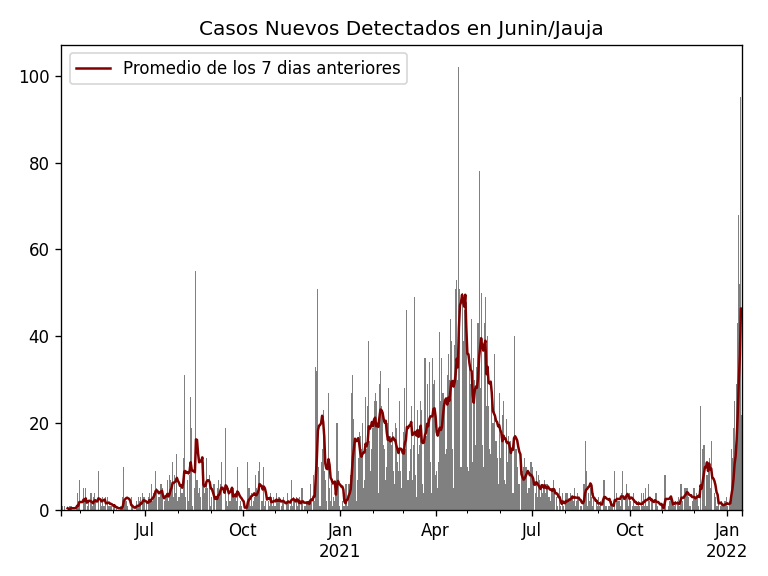 Casos Nuevos Detectados en Junin/Jauja
Promedio de los 7 dias anteriores
100
80
60
40
20
0
Jul
Oct
Jan
2021
Apr
Jul
Oct
Jan
2022